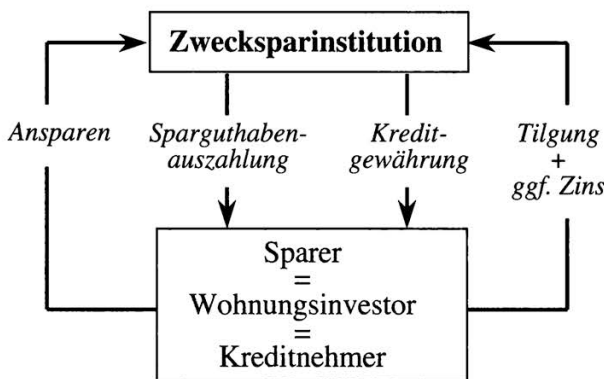 Zwecksparinstitution
Ansparen
Sparguthaben-
auszahlung
Kredit-
gewährung
Tilgung
+
ggf. Zins
Sparer
=
Wohnungsinvestor
=
Kreditnehmer